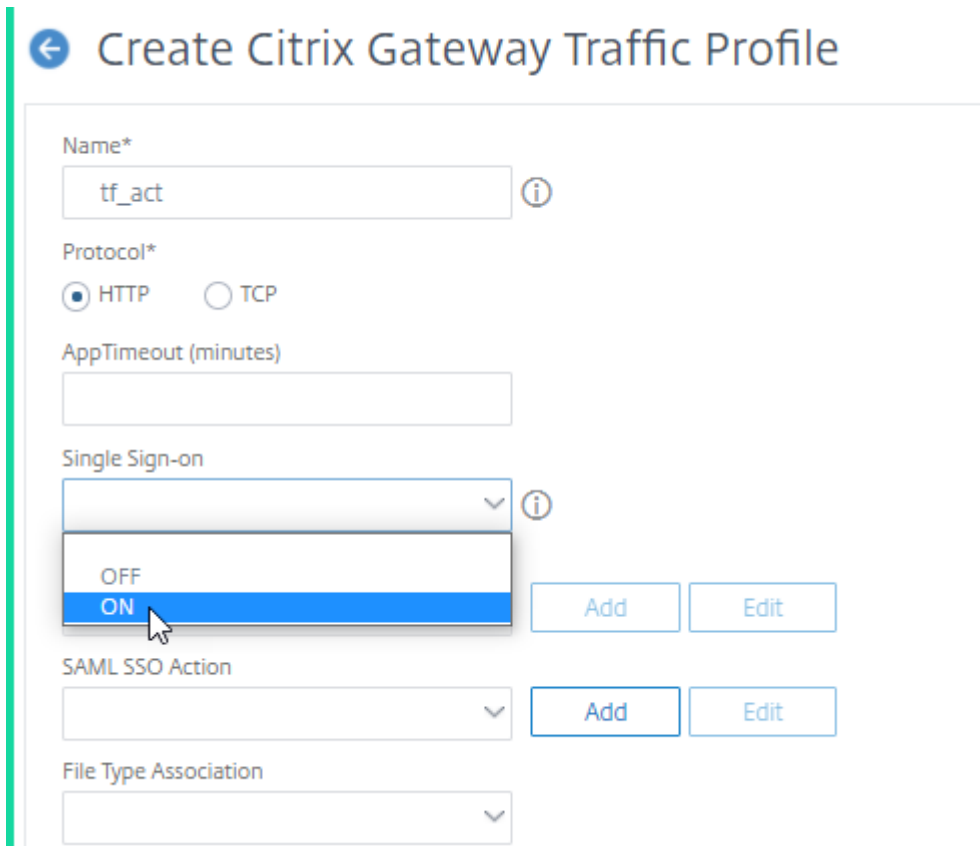 Create Citrix Gateway Traffic Profile
Name*
tf_act
Protocol*
HTTP TCP
AppTimeout (minutes)
Single Sign-on
OFF
ON
Add Edit
SAML SSO Action
Add Edit
File Type Association